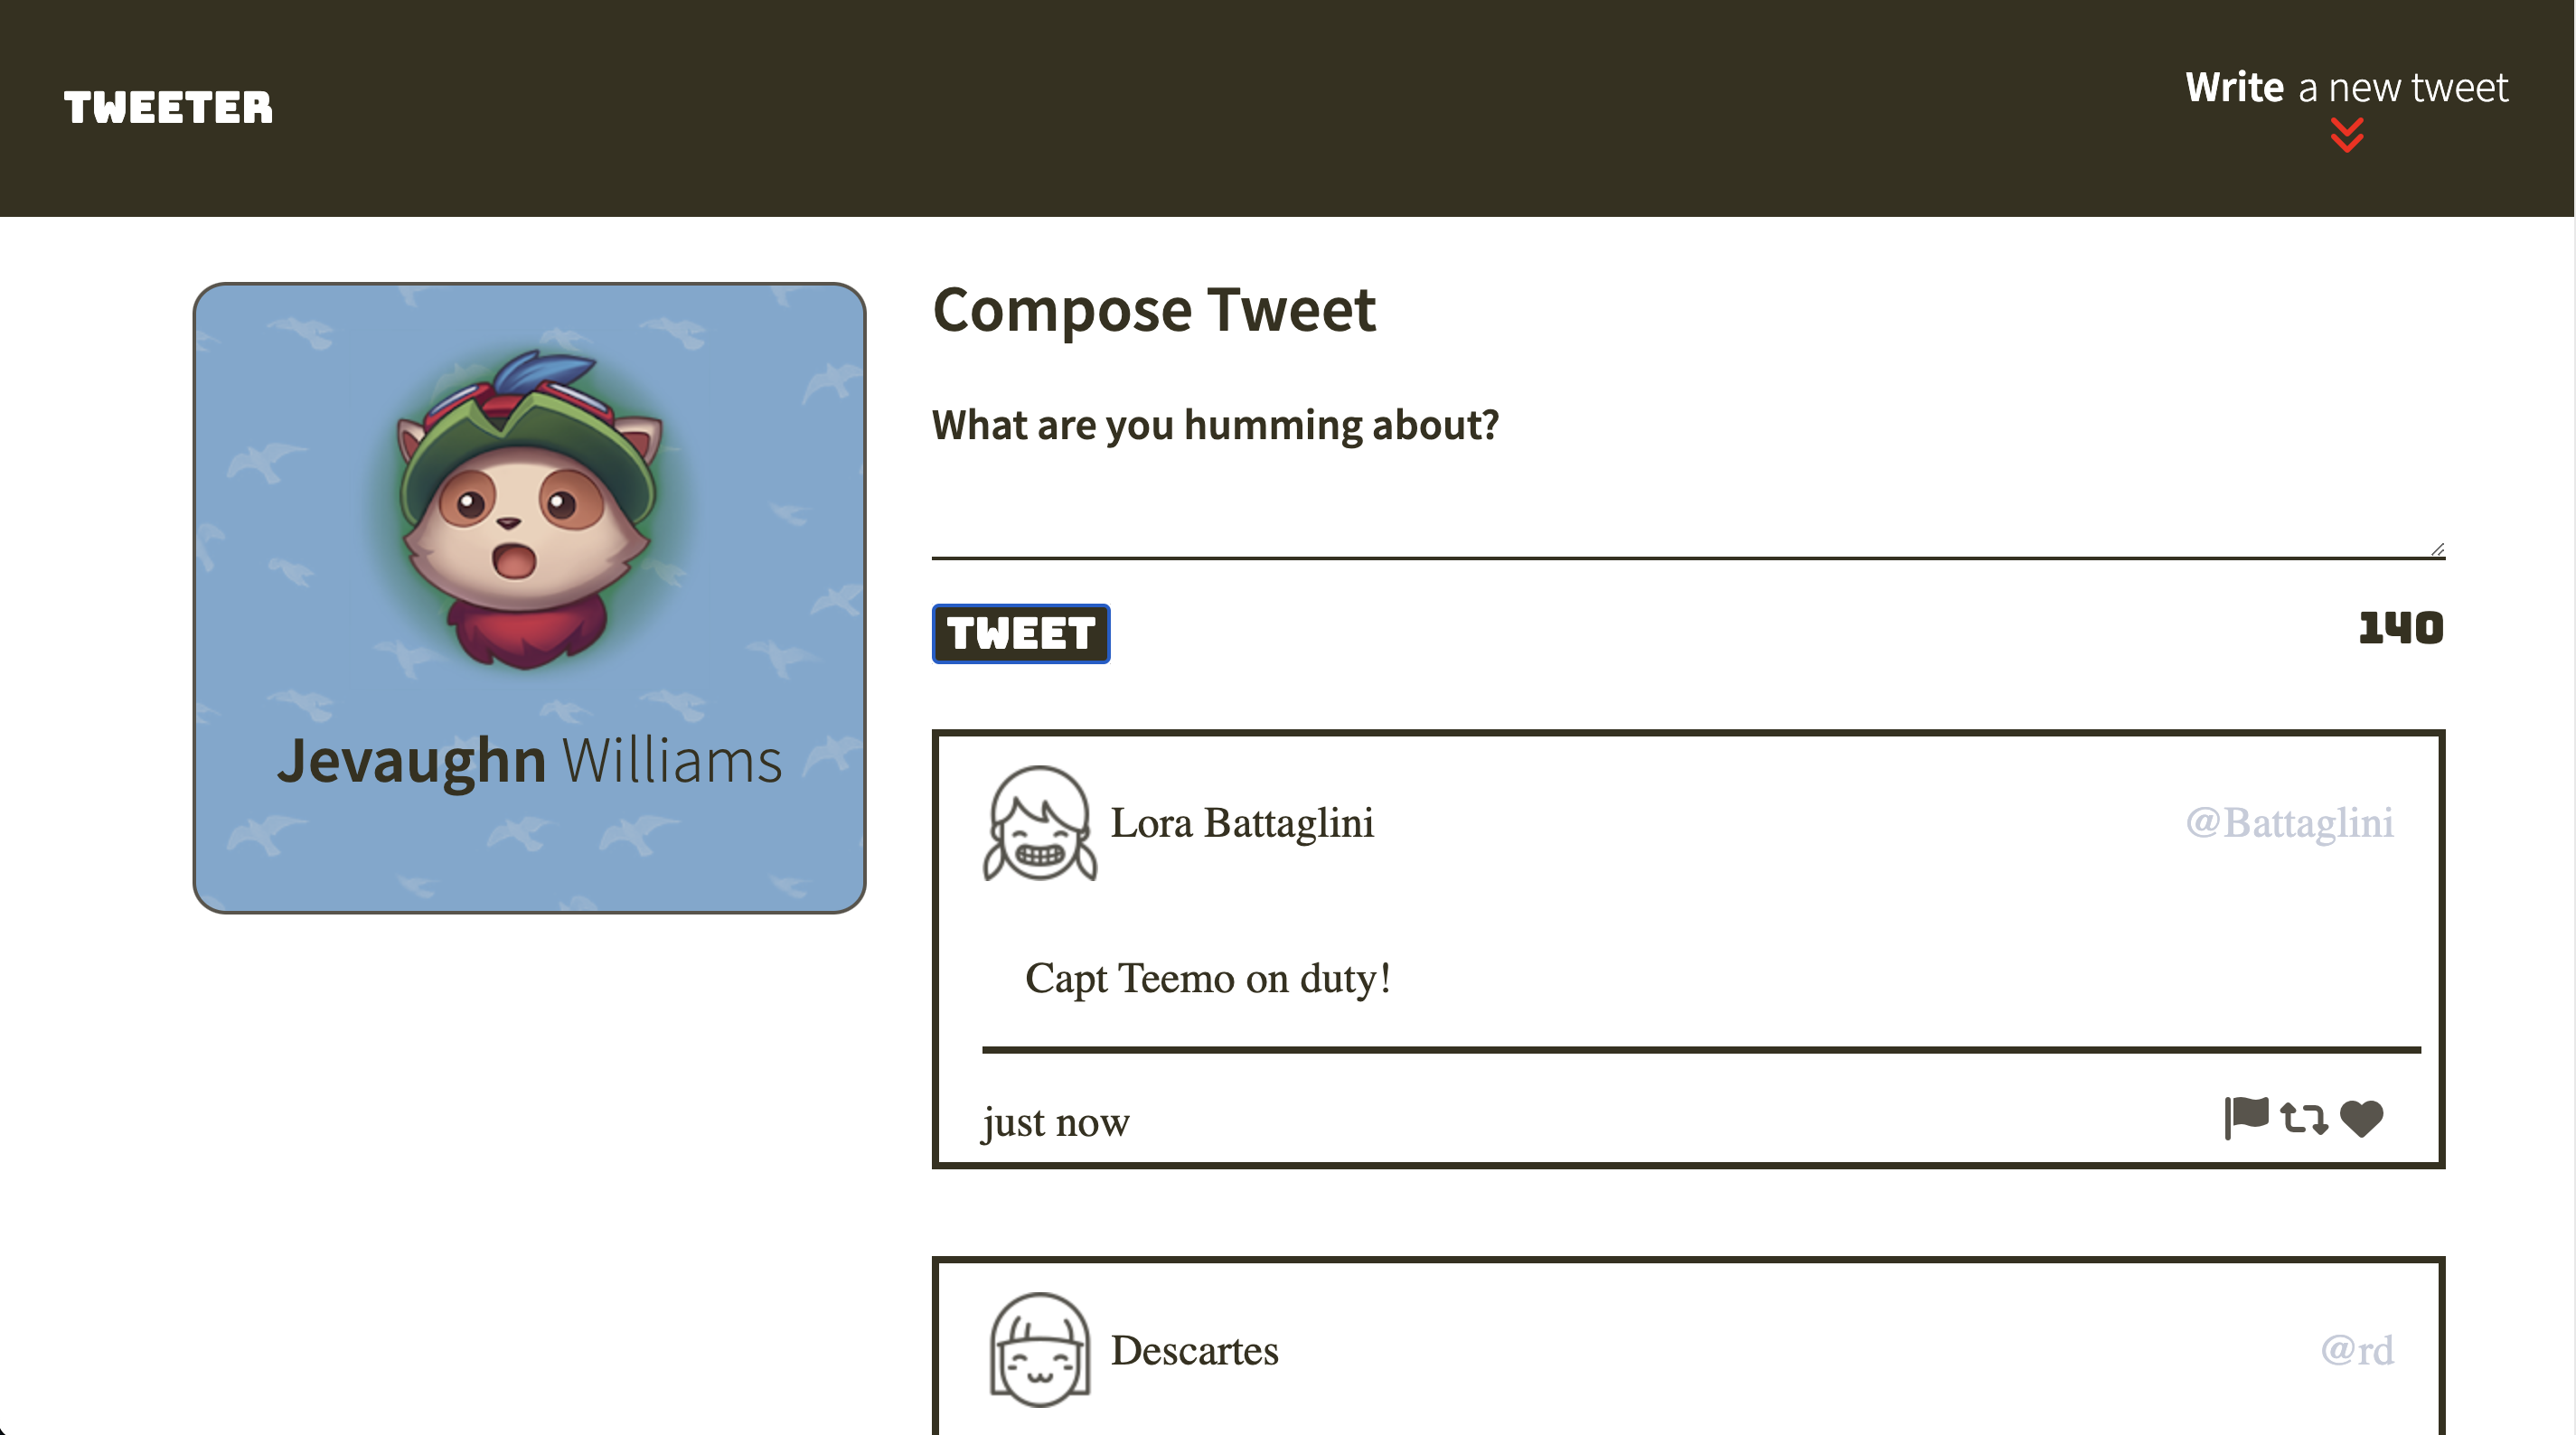 TWEETER
Write a new tweet
Jevaughn Williams
Compose Tweet
What are you humming about?
TWEET
140
Lora Battaglini
@Battaglini
Capt Teemo on duty!
just now
Descartes
@rd